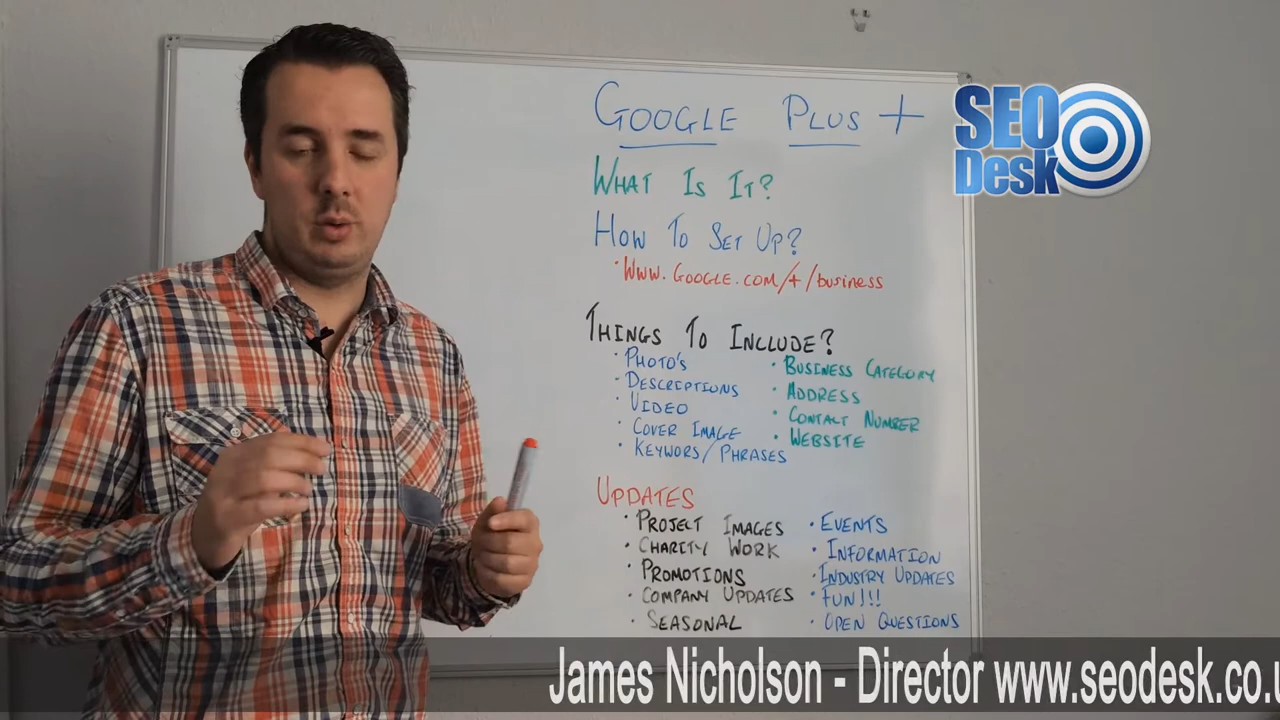 GOOGLE PLUS +
WHAT IS IT?
HOW TO SET UP?
• WWW.GOOGLE.COM/+/business
THINGS TO INCLUDE?
• PHOTO'S
• DESCRIPTIONS
• VIDEO
• COVER IMAGE
• KEYWORS/PHRASES
• BUSINESS CATEGORY
• ADDRESS
• CONTACT NUMBER
• WEBSITE
UPDATES
• PROJECT IMAGES
• CHARITY WORK
• PROMOTIONS
• COMPANY UPDATES
• SEASONAL
• EVENTS
• INFORMATION
• INDUSTRY UPDATES
• FUN!!!
• OPEN QUESTIONS
SEO
Desk
James Nicholson - Director www.seodesk.co.u